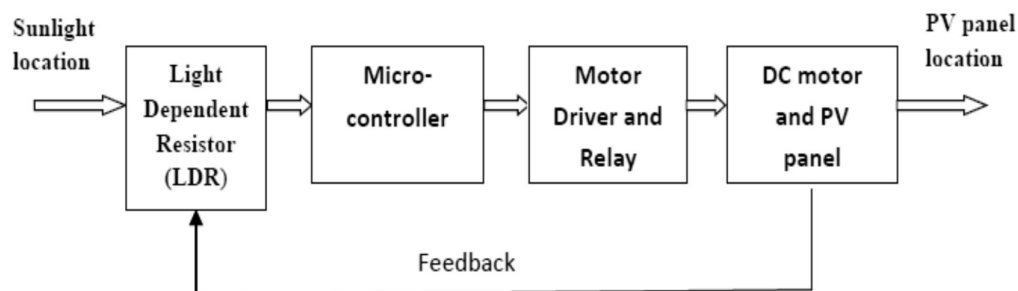 Sunlight
location
Light
Dependent
Resistor
(LDR)
Micro-
controller
Motor
Driver and
Relay
DC motor
and PV
panel
PV panel
location
Feedback